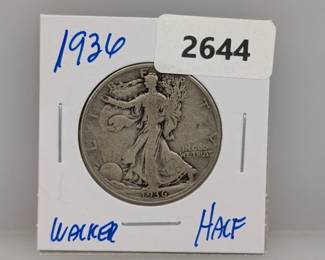 1936
2644
LIBERTY
IN GOD
WE TRUST
1936
WALKER HALF